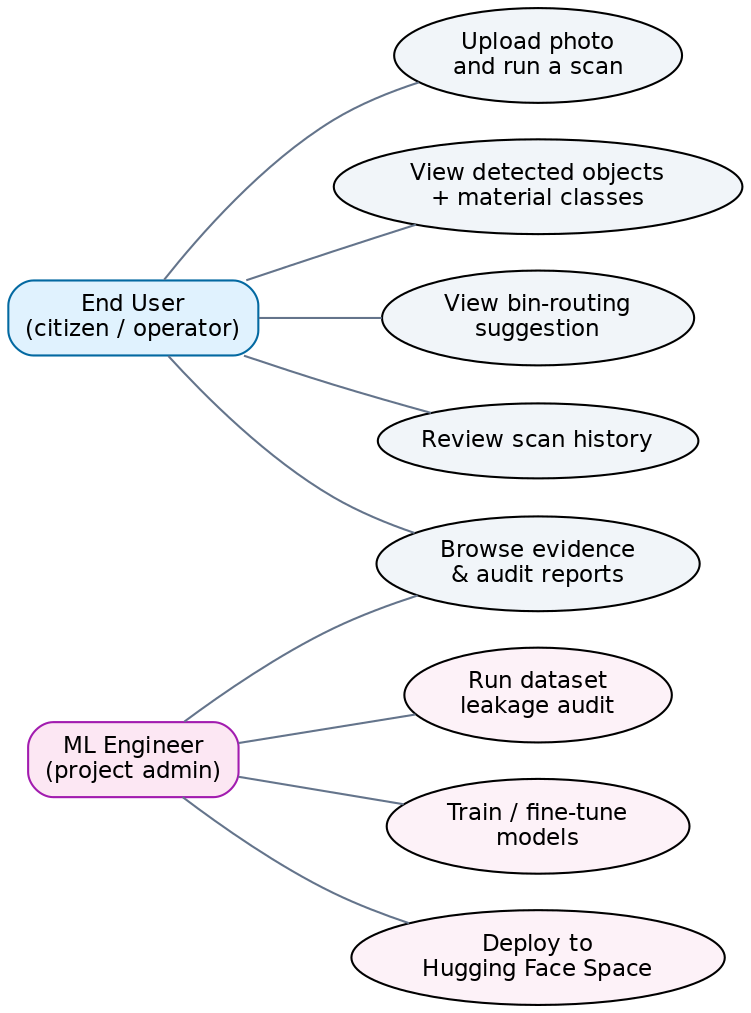 Upload photo
and run a scan
View detected objects
+ material classes
End User
(citizen / operator)
View bin-routing
suggestion
Review scan history
Browse evidence
& audit reports
Run dataset
leakage audit
ML Engineer
(project admin)
Train / fine-tune
models
Deploy to
Hugging Face Space